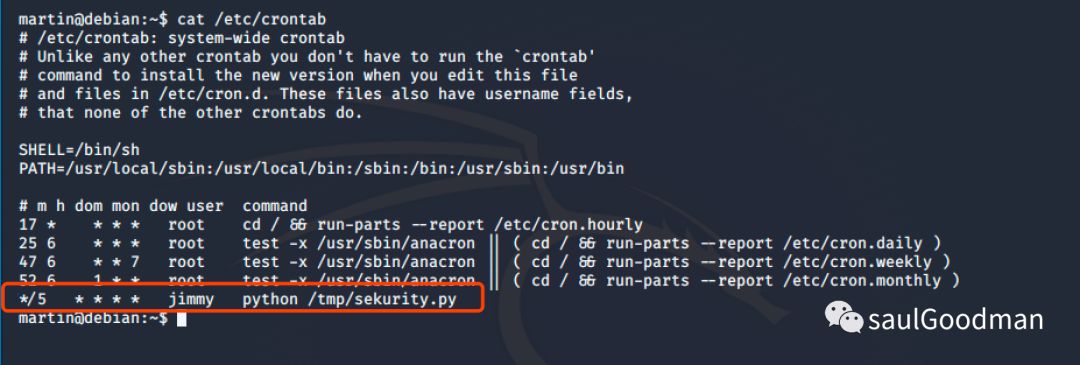 martin@debian:~$ cat /etc/crontab
# /etc/crontab: system-wide crontab
# Unlike any other crontab you don't have to run the `crontab'
# command to install the new version when you edit this file
# and files in /etc/cron.d. These files also have username fields,
# that none of the other crontabs do.
SHELL=/bin/sh
PATH=/usr/local/sbin:/usr/local/bin:/sbin:/bin:/usr/sbin:/usr/bin
# m h dom mon dow user  command
17 *    * * *   root    cd / && run-parts --report /etc/cron.hourly
25 6    * * *   root    test -x /usr/sbin/anacron || ( cd / && run-parts --report /etc/cron.daily )
47 6    * * 7   root    test -x /usr/sbin/anacron || ( cd / && run-parts --report /etc/cron.weekly )
52 6    1 * *   root    test -x /usr/sbin/anacron || ( cd / && run-parts --report /etc/cron.monthly )
*/5   * * * *   jimmy   python /tmp/sekurity.py
martin@debian:~$
saulGoodman